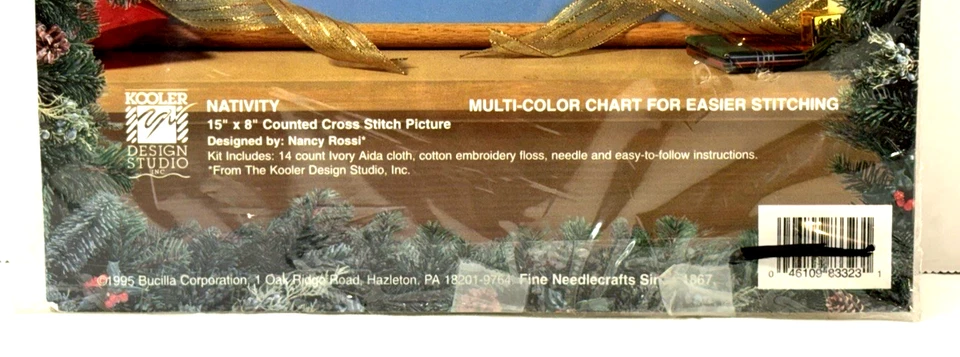 KOOLER
DESIGN
STUDIO
INC
NATIVITY
MULTI-COLOR CHART FOR EASIER STITCHING
15" x 8" Counted Cross Stitch Picture
Designed by: Nancy Rossi*
Kit Includes: 14 count Ivory Aida cloth, cotton embroidery floss, needle and easy-to-follow instructions.
*From The Kooler Design Studio, Inc.
©1995 Bucilla Corporation, 1 Oak Ridge Road, Hazleton, PA 18201-9764 Fine Needlecrafts Since 1867
0 46109 83323 1